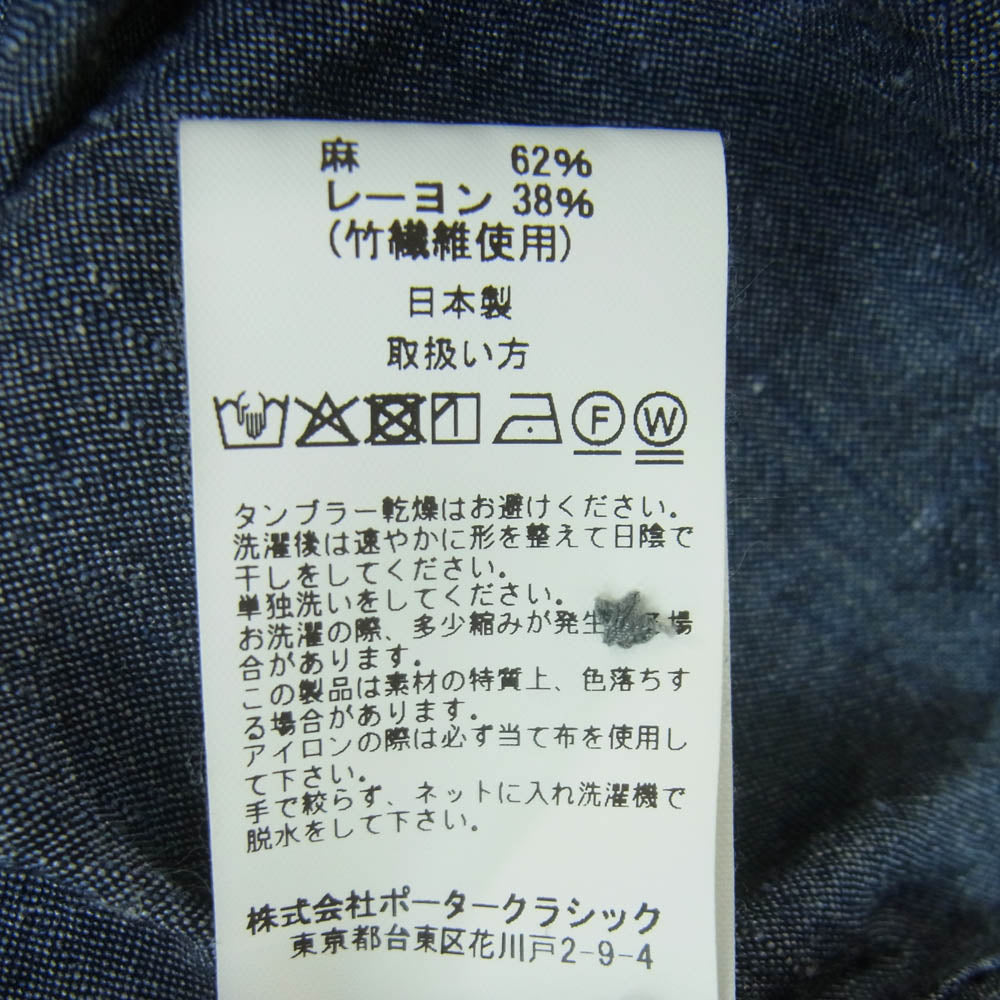 麻 62%
レーヨン 38%
(竹繊維使用)
日本製
取扱い方
F W
タンブラー乾燥はお避けください。
洗濯後は速やかに形を整えて日陰で
干しをしてください。
単独洗いをしてください。
お洗濯の際、多少縮みが発生 る場
合があります。
この製品は素材の特質上、色落ちす
る場合があります。
アイロンの際は必ず当て布を使用し
て下さい。
手で絞らず、ネットに入れ洗濯機で
脱水をして下さい。
株式会社ポータークラシック
東京都台東区花川戸2-9-4